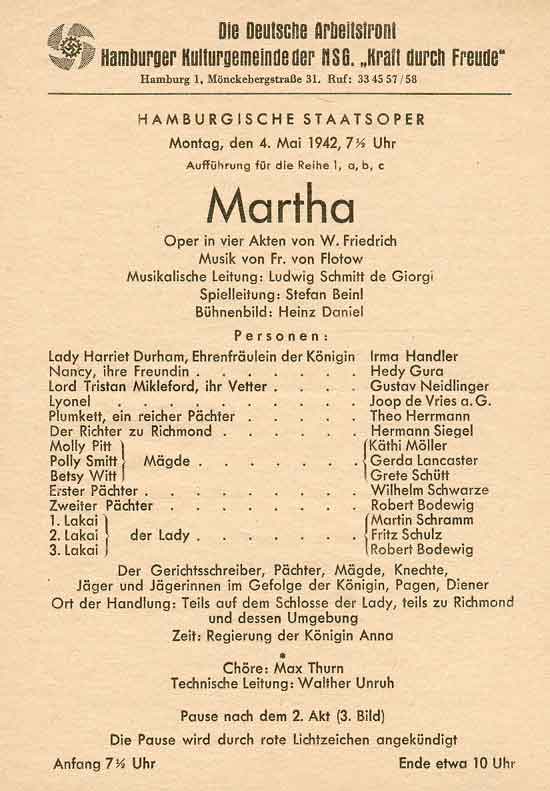 Die Deutsche Arbeitsfront
Hamburger Kulturgemeinde der NSG. „Kraft durch Freude“
Hamburg 1, Mönckebergstraße 31. Ruf: 33 45 57/58
HAMBURGISCHE STAATSOPER
Montag, den 4. Mai 1942, 7½ Uhr
Aufführung für die Reihe 1, a, b, c
Martha
Oper in vier Akten von W. Friedrich
Musik von Fr. von Flotow
Musikalische Leitung: Ludwig Schmitt de Giorgi
Spielleitung: Stefan Beinl
Bühnenbild: Heinz Daniel
Personen:
Lady Harriet Durham, Ehrenfräulein der Königin Irma Handler
Nancy, ihre Freundin . . . . . . . Hedy Gura
Lord Tristan Mikleford, ihr Vetter . . . . Gustav Neidlinger
Lyonel . . . . . . . . . . Joop de Vries a. G.
Plumkett, ein reicher Pächter . . . . . Theo Herrmann
Der Richter zu Richmond . . . . . . Hermann Siegel
Molly Pitt Käthi Möller
Polly Smitt } Mägde . . . . . . { Gerda Lancaster
Betsy Witt Grete Schütt
Erster Pächter . . . . . . . . . Wilhelm Schwarze
Zweiter Pächter . . . . . . . . Robert Bodewig
1. Lakai Martin Schramm
2. Lakai } der Lady . . . . . . { Fritz Schulz
3. Lakai Robert Bodewig
Der Gerichtsschreiber, Pächter, Mägde, Knechte,
Jäger und Jägerinnen im Gefolge der Königin, Pagen, Diener
Ort der Handlung: Teils auf dem Schlosse der Lady, teils zu Richmond
und dessen Umgebung
Zeit: Regierung der Königin Anna
*
Chöre: Max Thurn
Technische Leitung: Walther Unruh
Pause nach dem 2. Akt (3. Bild)
Die Pause wird durch rote Lichtzeichen angekündigt
Anfang 7½ Uhr Ende etwa 10 Uhr